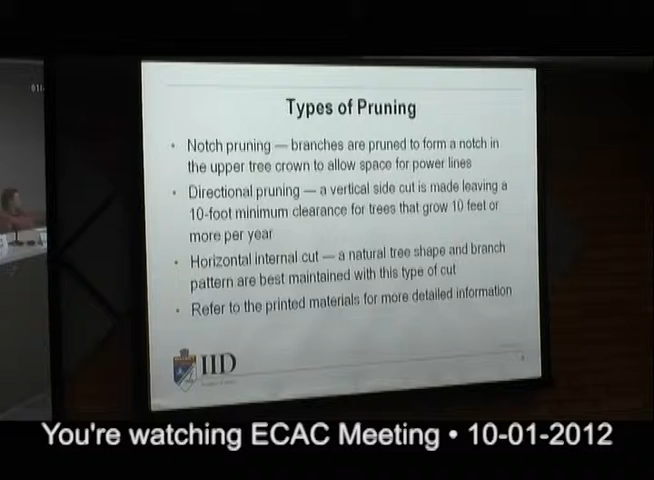 Types of Pruning
• Notch pruning — branches are pruned to form a notch in
the upper tree crown to allow space for power lines
• Directional pruning — a vertical side cut is made leaving a
10-foot minimum clearance for trees that grow 10 feet or
more per year
• Horizontal internal cut — a natural tree shape and branch
pattern are best maintained with this type of cut
• Refer to the printed materials for more detailed information
IID
You're watching ECAC Meeting • 10-01-2012